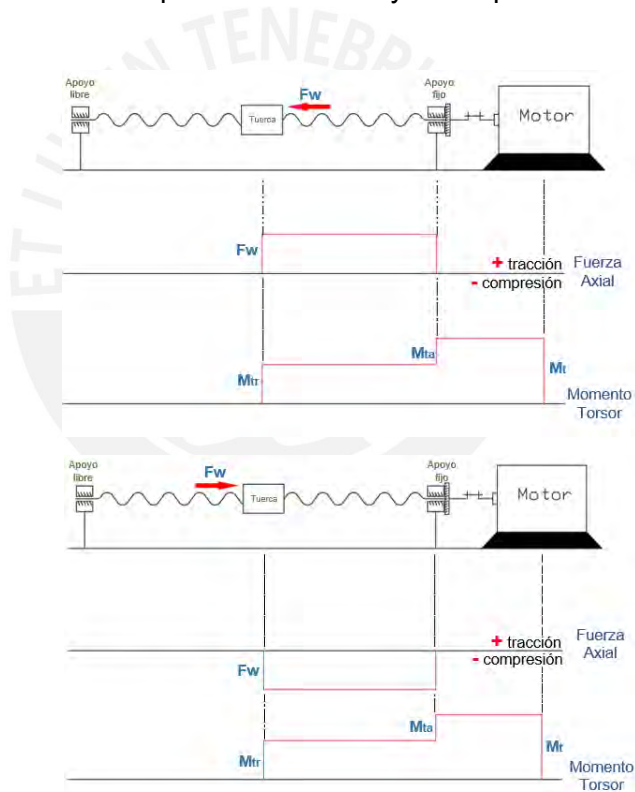 TENEBR
ET
Apoyo
libre
Fw
Tuerca
Apoyo
fijo
Motor
Fw
+ tracción
- compresión
Fuerza
Axial
Mta
Mtr
Mt
Momento
Torsor
Apoyo
libre
Fw
Tuerca
Apoyo
fijo
Motor
+ tracción
- compresión
Fuerza
Axial
Fw
Mta
Mtr
Mt
Momento
Torsor